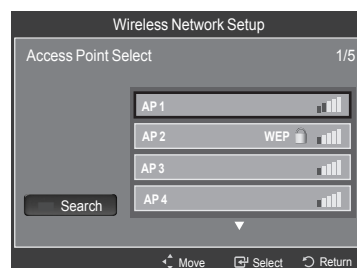 Wireless Network Setup
Access Point Select 1/5
AP 1
AP 2 WEP
AP 3
AP 4
Search
Move Select Return